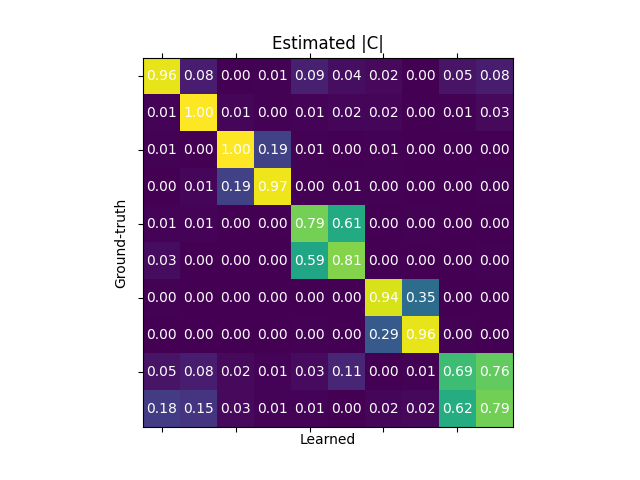 Estimated |C|
0.96 0.08 0.00 0.01 0.09 0.04 0.02 0.00 0.05 0.08
0.01 1.00 0.01 0.00 0.01 0.02 0.02 0.00 0.01 0.03
0.01 0.00 1.00 0.19 0.01 0.00 0.01 0.00 0.00 0.00
0.00 0.01 0.19 0.97 0.00 0.01 0.00 0.00 0.00 0.00
0.01 0.01 0.00 0.00 0.79 0.61 0.00 0.00 0.00 0.00
0.03 0.00 0.00 0.00 0.59 0.81 0.00 0.00 0.00 0.00
0.00 0.00 0.00 0.00 0.00 0.00 0.94 0.35 0.00 0.00
0.00 0.00 0.00 0.00 0.00 0.00 0.29 0.96 0.00 0.00
0.05 0.08 0.02 0.01 0.03 0.11 0.00 0.01 0.69 0.76
0.18 0.15 0.03 0.01 0.01 0.00 0.02 0.02 0.62 0.79
Ground-truth
Learned